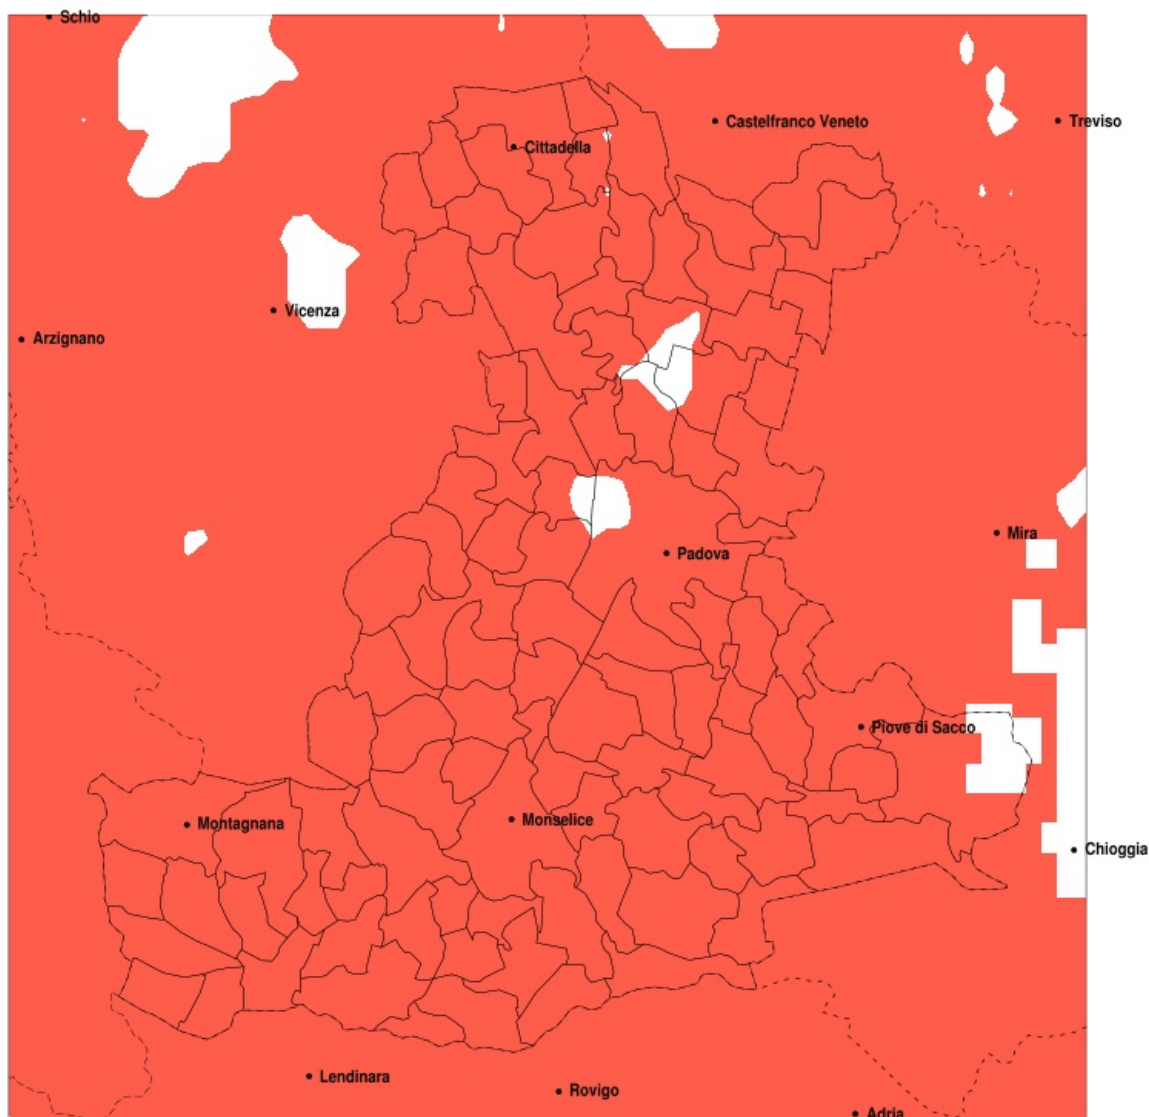 Schio
Castelfranco Veneto
Treviso
Cittadella
Vicenza
Arzignano
Mira
Padova
Piove di Sacco
Montagnana
Monselice
Chioggia
Lendinara
Rovigo
Adria